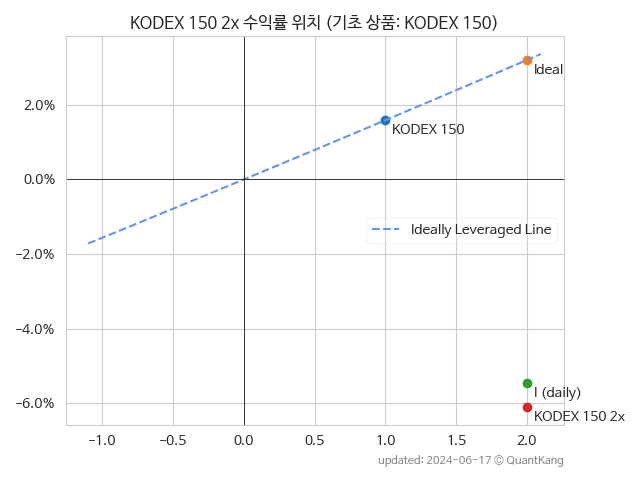 KODEX 150 2x 수익률 위치 (기초 상품: KODEX 150)
Ideal
2.0%
KODEX 150
0.0%
Ideally Leveraged Line
−2.0%
−4.0%
I (daily)
−6.0%
KODEX 150 2x
−1.0 −0.5 0.0 0.5 1.0 1.5 2.0
updated: 2024-06-17 © QuantKang